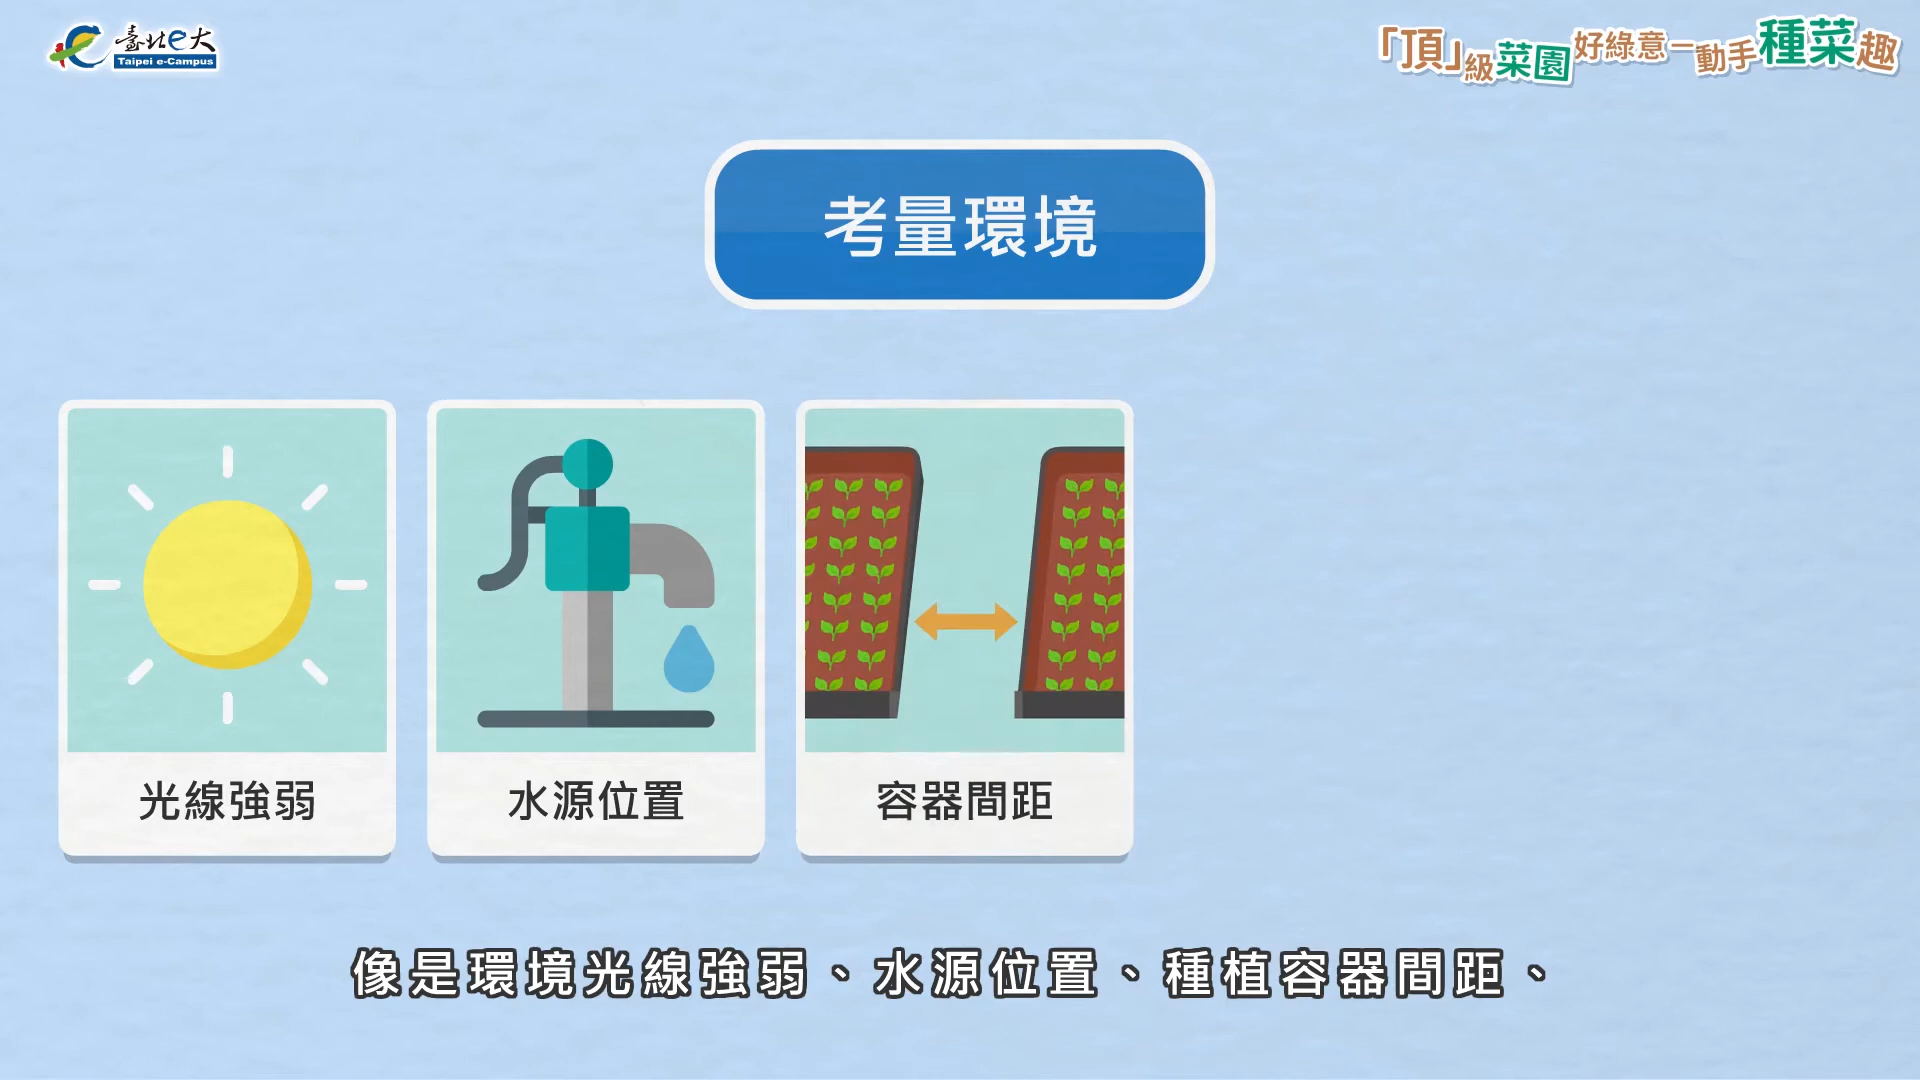 臺北e大
Taipei e-Campus
「頂」級菜園好綠意－動手種菜趣
考量環境
光線強弱
水源位置
容器間距
像是環境光線強弱、水源位置、種植容器間距、